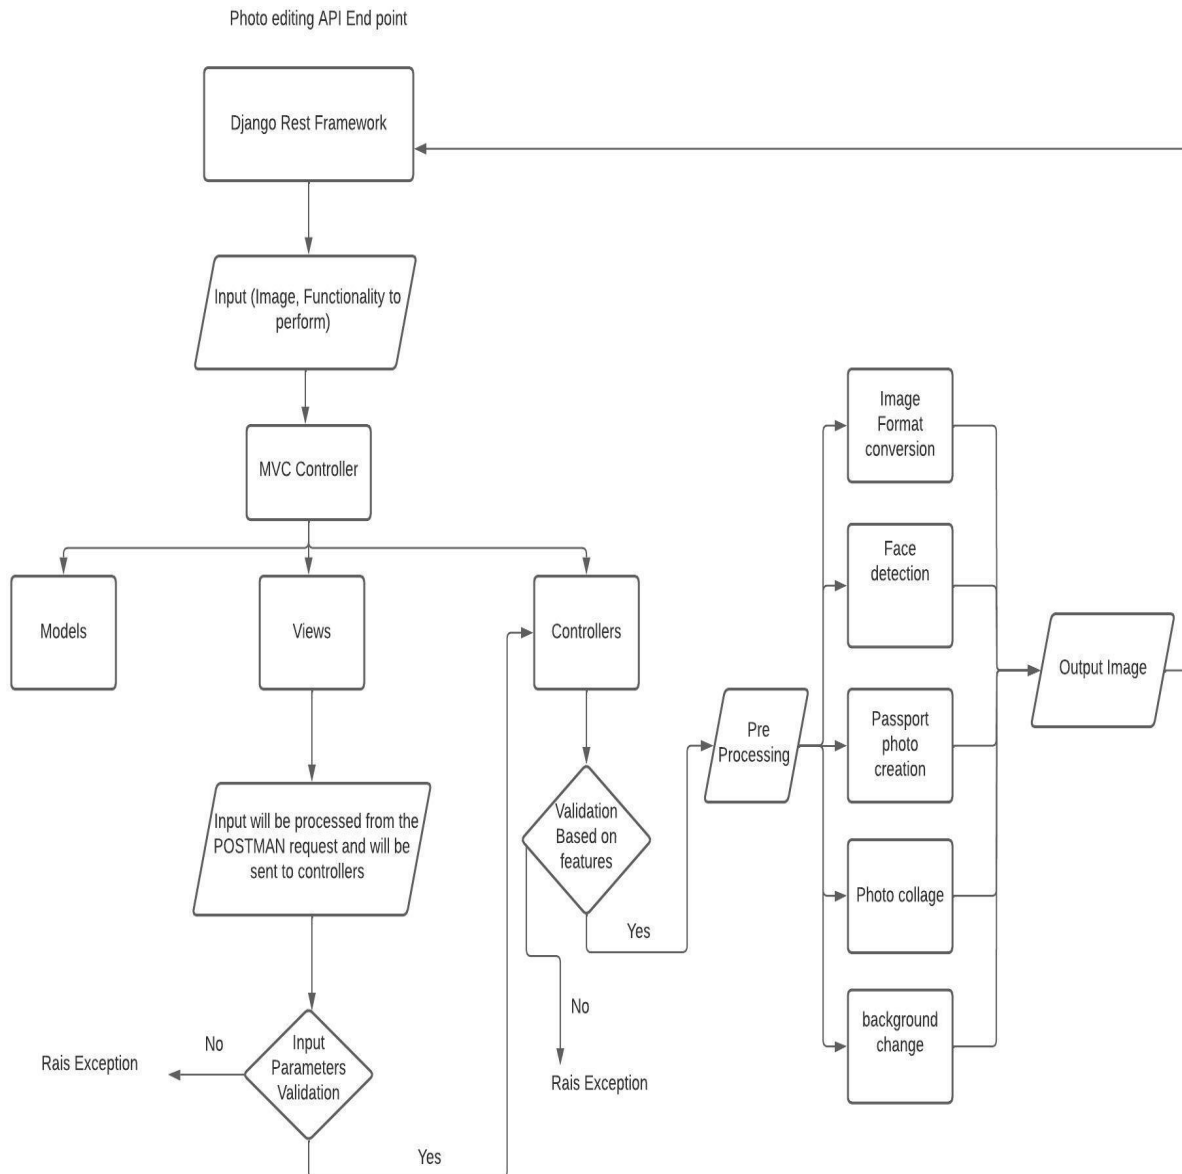 Photo editing API End point
Django Rest Framework
Input (Image, Functionality to
perform)
MVC Controller
Models
Views
Controllers
Input will be processed from the
POSTMAN request and will be
sent to controllers
Input
Parameters
Validation
No
Rais Exception
Yes
Validation
Based on
features
No
Rais Exception
Yes
Pre
Processing
Image
Format
conversion
Face
detection
Passport
photo
creation
Photo collage
background
change
Output Image